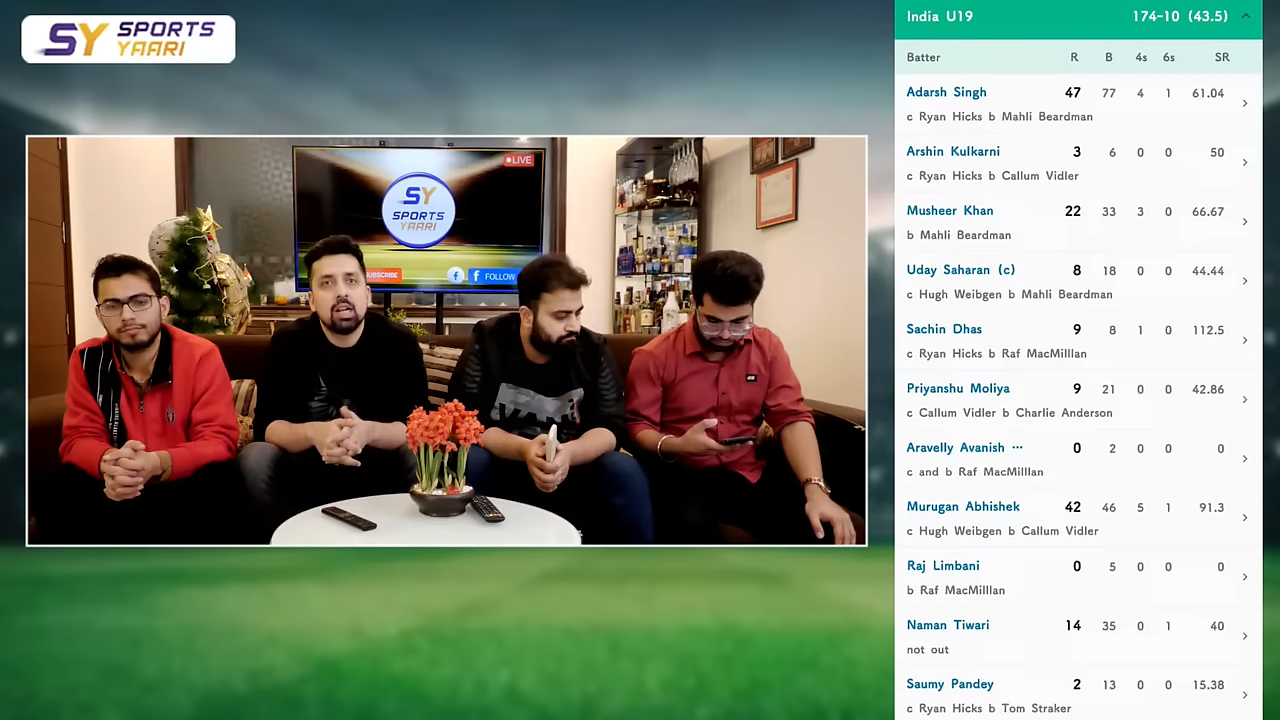 SY SPORTS
YAARI
LIVE
SY
SPORTS
YAARI
SUBSCRIBE
f f FOLLOW
India U19 174-10 (43.5)
Batter R B 4s 6s SR
Adarsh Singh 47 77 4 1 61.04
c Ryan Hicks b Mahli Beardman
Arshin Kulkarni 3 6 0 0 50
c Ryan Hicks b Callum Vidler
Musheer Khan 22 33 3 0 66.67
b Mahli Beardman
Uday Saharan (c) 8 18 0 0 44.44
c Hugh Weibgen b Mahli Beardman
Sachin Dhas 9 8 1 0 112.5
c Ryan Hicks b Raf MacMilllan
Priyanshu Moliya 9 21 0 0 42.86
c Callum Vidler b Charlie Anderson
Aravelly Avanish ... 0 2 0 0 0
c and b Raf MacMilllan
Murugan Abhishek 42 46 5 1 91.3
c Hugh Weibgen b Callum Vidler
Raj Limbani 0 5 0 0 0
b Raf MacMilllan
Naman Tiwari 14 35 0 1 40
not out
Saumy Pandey 2 13 0 0 15.38
c Ryan Hicks b Tom Straker